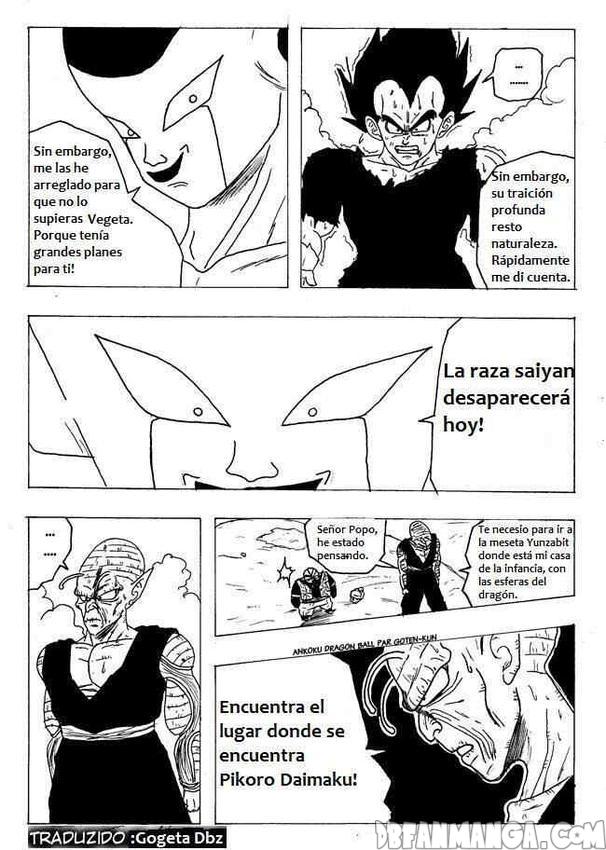 Sin embargo,
me las he
arreglado para
que no lo
supieras Vegeta.
Porque tenía
grandes planes
para ti!
...
.......
Sin embargo,
su traición
profunda
resto
naturaleza.
Rápidamente
me di cuenta.
La raza saiyan
desaparecerá
hoy!
...
....
Señor Popo,
he estado
pensando.
Te necesio para ir a
la meseta Yunzabit
donde está mi casa
de la infancia, con
las esferas del
dragón.
ANKOKU DRAGON BALL PAR GOTEN-KUN
Encuentra el
lugar donde se
encuentra
Pikoro Daimaku!
TRADUZIDO :Gogeta Dbz
DBFANMANGA.COM